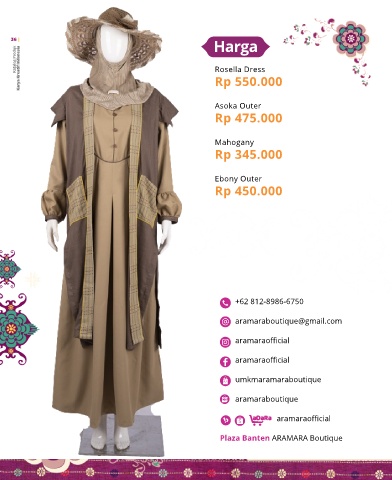 36
Harga
Rosella Dress
Rp 550.000
Asoka Outer
Rp 475.000
Mahogany
Rp 345.000
Ebony Outer
Rp 450.000
+62 812-8986-6750
aramaraboutique@gmail.com
aramaraofficial
aramaraofficial
umkmaramaraboutique
aramaraboutique
aramaraofficial
Plaza Banten ARAMARA Boutique